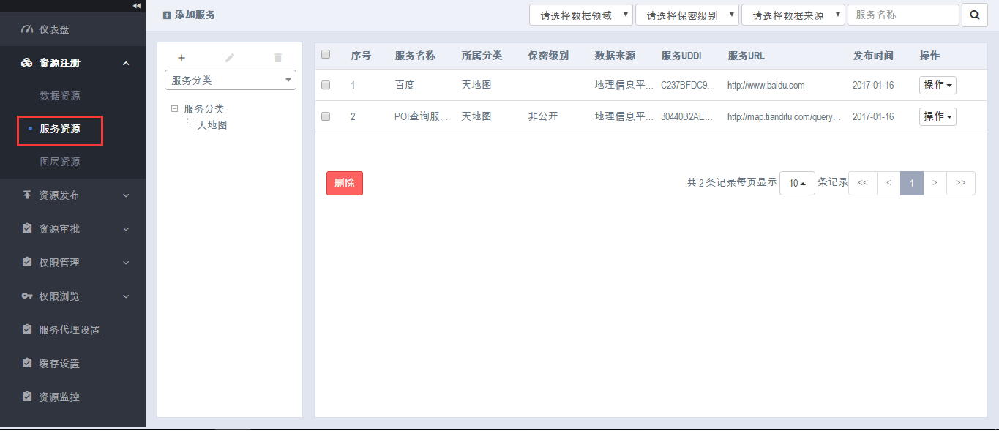 添加服务
请选择数据领域
请选择保密级别
请选择数据来源
服务名称
仪表盘
资源注册
数据资源
服务资源
图层资源
资源发布
资源审批
权限管理
权限浏览
服务代理设置
缓存设置
资源监控
服务分类
服务分类
天地图
序号 服务名称 所属分类 保密级别 数据来源 服务UDDI 服务URL 发布时间 操作
1 百度 天地图 地理信息平... C237BFDC9... http://www.baidu.com 2017-01-16 操作
2 POI查询服... 天地图 非公开 地理信息平... 30440B2AE... http://map.tianditu.com/query... 2017-01-16 操作
删除
共 2 条记录每页显示 10 条记录 << < 1 > >>